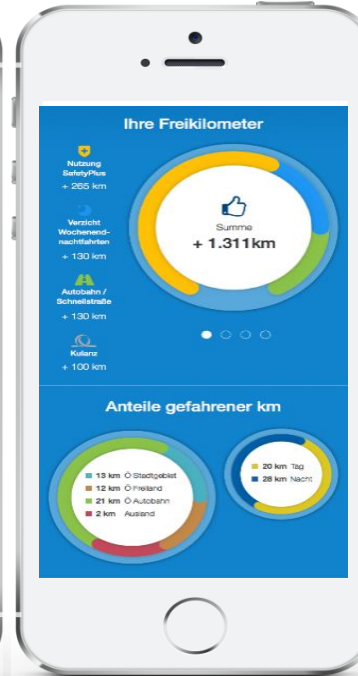 Ihre Freikilometer
Nutzung
SafetyPlus
+ 265 km
Verzicht
Wochenend-
nachtfahrten
+ 130 km
Autobahn /
Schnellstraße
+ 130 km
Kulanz
+ 100 km
Summe
+ 1.311km
Anteile gefahrener km
13 km Ö Stadtgebiet
12 km Ö Freiland
21 km Ö Autobahn
2 km Ausland
20 km Tag
28 km Nacht